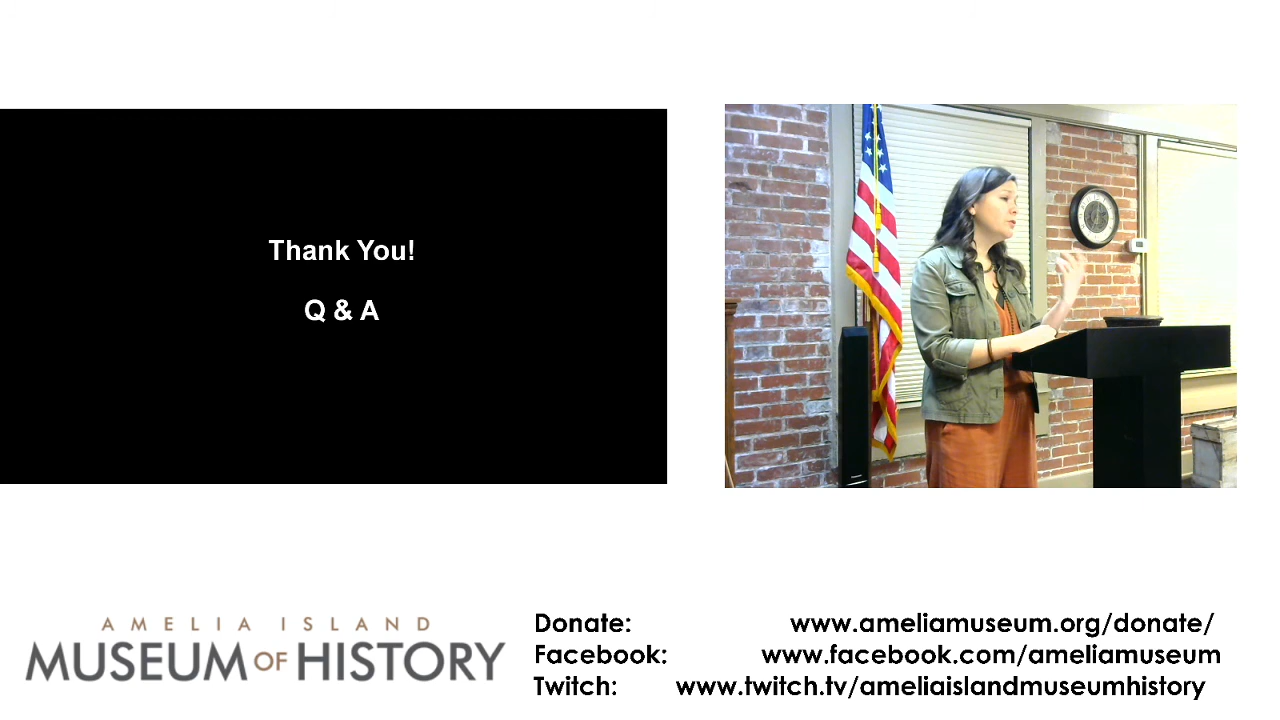 Thank You!
Q & A
AMELIA ISLAND
MUSEUM OF HISTORY
Donate: www.ameliamuseum.org/donate/
Facebook: www.facebook.com/ameliamuseum
Twitch: www.twitch.tv/ameliaislandmuseumhistory